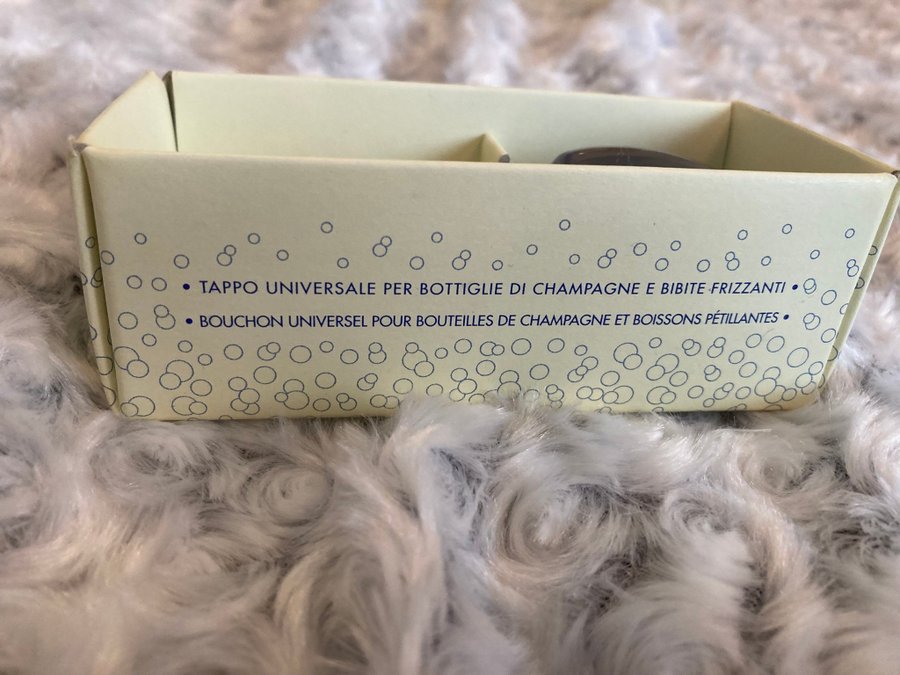 • TAPPO UNIVERSALE PER BOTTIGLIE DI CHAMPAGNE E BIBITE FRIZZANTI •
• BOUCHON UNIVERSEL POUR BOUTEILLES DE CHAMPAGNE ET BOISSONS PÉTILLANTES •